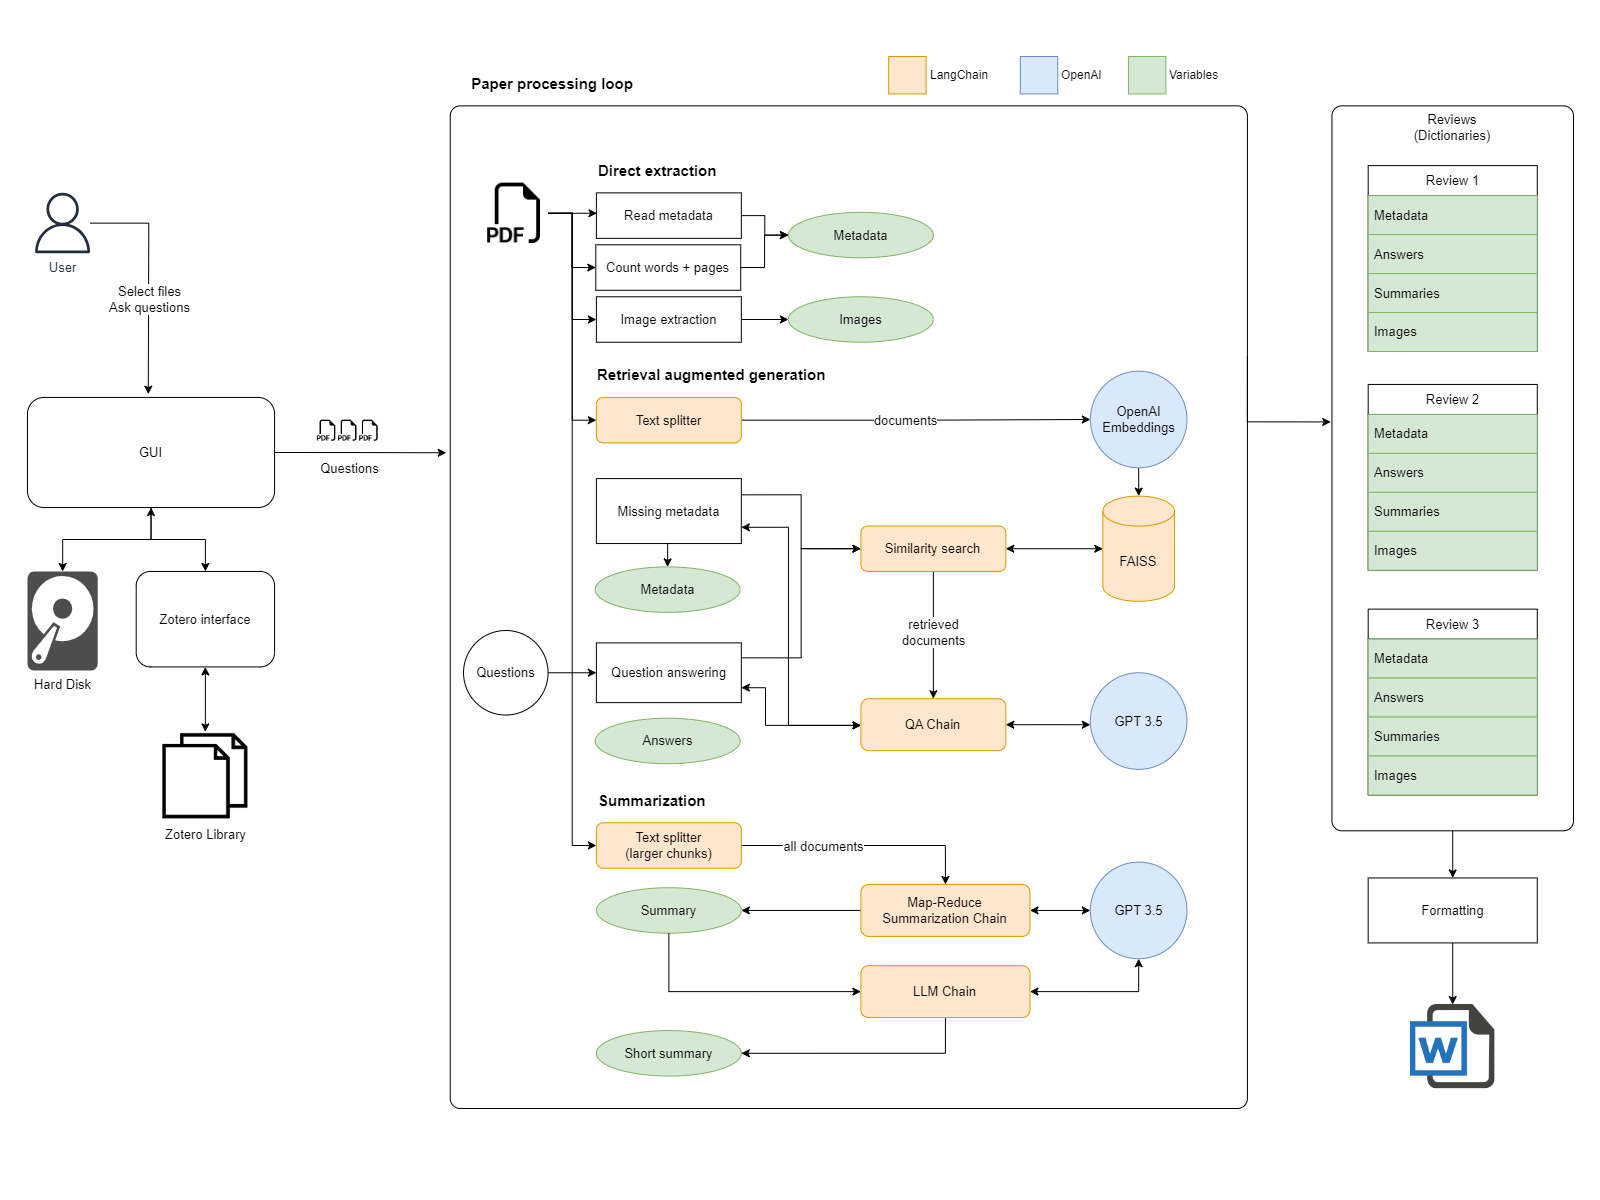 Paper processing loop
LangChain
OpenAI
Variables
User
Select files
Ask questions
GUI
PDF PDF PDF
Questions
Hard Disk
Zotero interface
Zotero Library
PDF
Direct extraction
Read metadata
Count words + pages
Image extraction
Metadata
Images
Retrieval augmented generation
Text splitter
documents
OpenAI
Embeddings
Missing metadata
Metadata
Similarity search
FAISS
retrieved
documents
Questions
Question answering
Answers
QA Chain
GPT 3.5
Summarization
Text splitter
(larger chunks)
all documents
Map-Reduce
Summarization Chain
GPT 3.5
Summary
LLM Chain
Short summary
Reviews
(Dictionaries)
Review 1
Metadata
Answers
Summaries
Images
Review 2
Metadata
Answers
Summaries
Images
Review 3
Metadata
Answers
Summaries
Images
Formatting
W